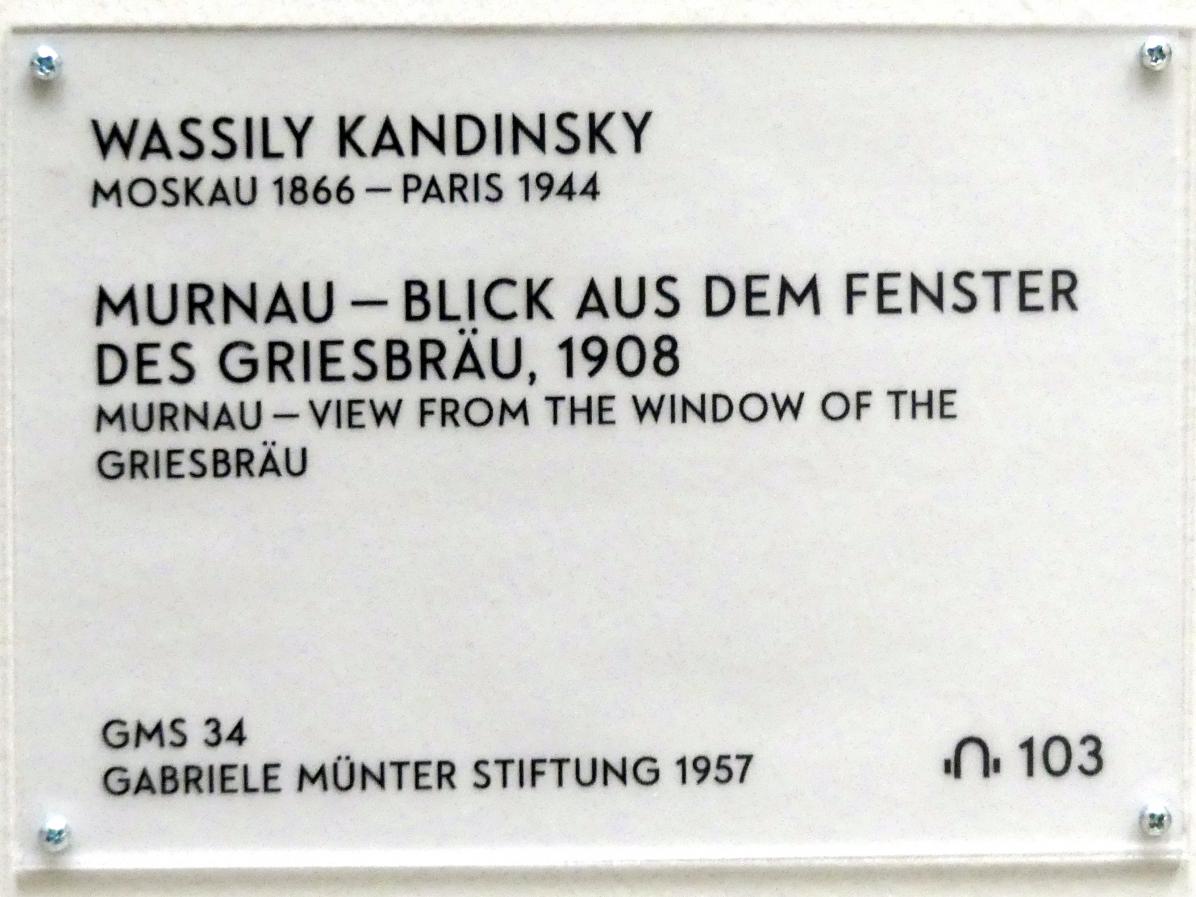 WASSILY KANDINSKY
MOSKAU 1866 – PARIS 1944
MURNAU – BLICK AUS DEM FENSTER
DES GRIESBRÄU, 1908
MURNAU – VIEW FROM THE WINDOW OF THE
GRIESBRÄU
GMS 34
GABRIELE MÜNTER STIFTUNG 1957
103